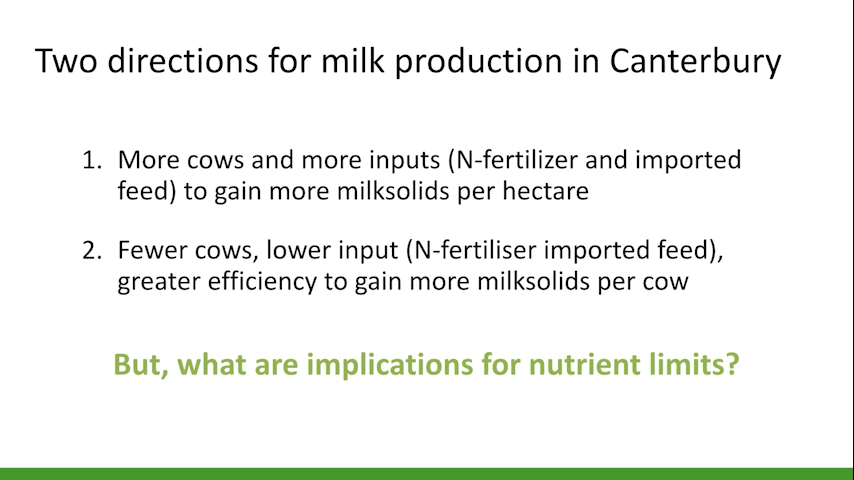 Two directions for milk production in Canterbury
1. More cows and more inputs (N-fertilizer and imported
feed) to gain more milksolids per hectare
2. Fewer cows, lower input (N-fertiliser imported feed),
greater efficiency to gain more milksolids per cow
But, what are implications for nutrient limits?